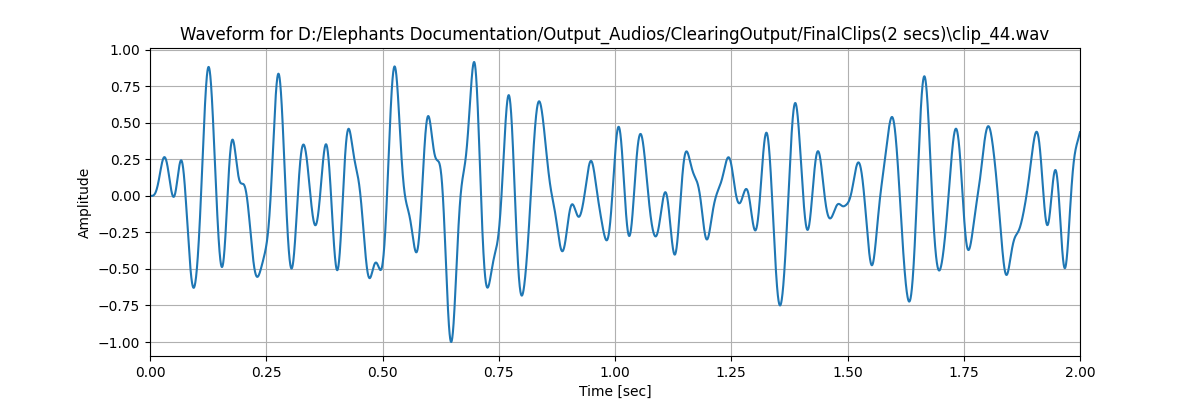 Waveform for D:/Elephants Documentation/Output_Audios/ClearingOutput/FinalClips(2 secs)\clip_44.wav
1.00
0.75
0.50
0.25
0.00
−0.25
−0.50
−0.75
−1.00
Amplitude
0.00 0.25 0.50 0.75 1.00 1.25 1.50 1.75 2.00
Time [sec]